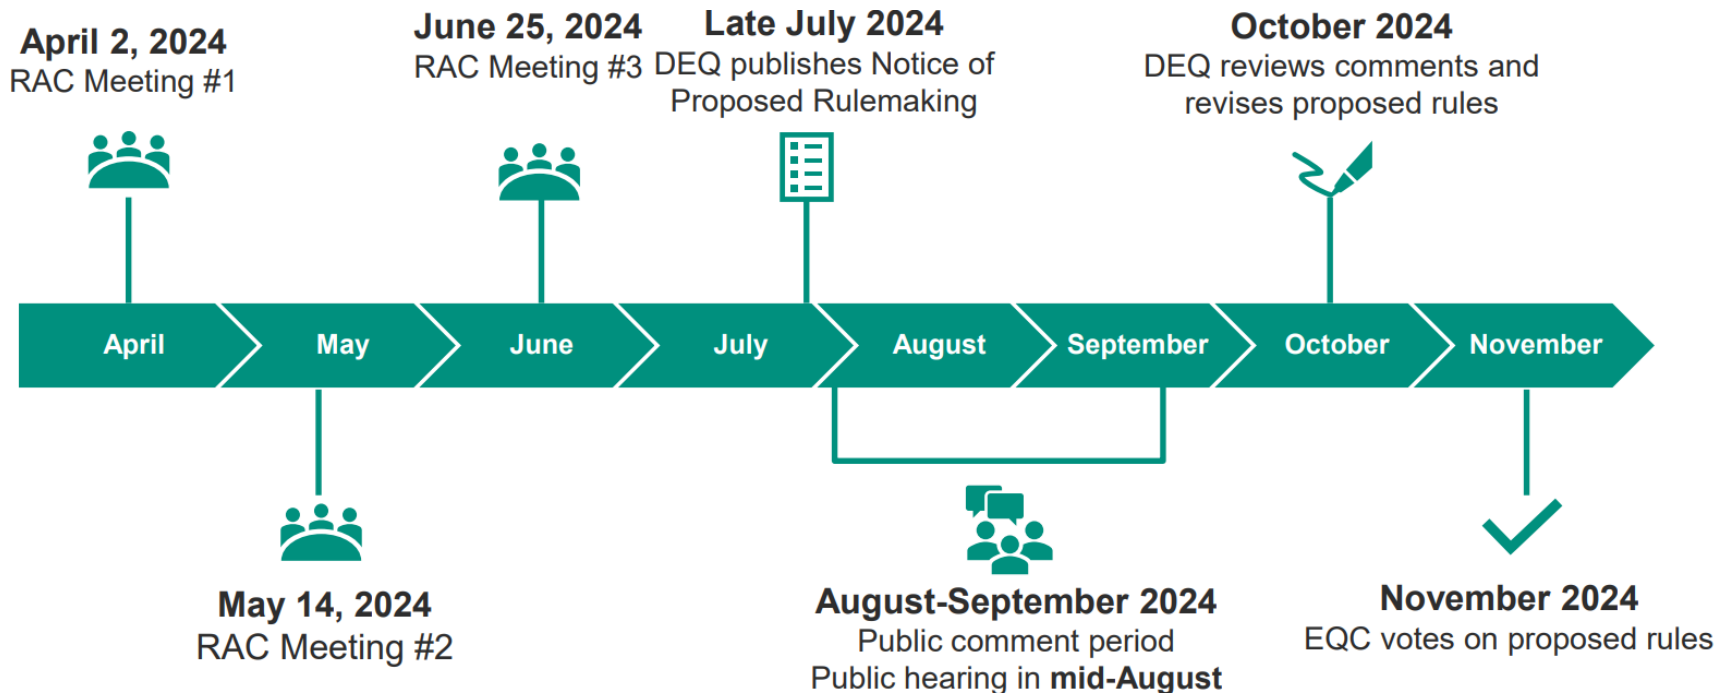 April 2, 2024
RAC Meeting #1
June 25, 2024
RAC Meeting #3
Late July 2024
DEQ publishes Notice of
Proposed Rulemaking
October 2024
DEQ reviews comments and
revises proposed rules
April
May
June
July
August
September
October
November
May 14, 2024
RAC Meeting #2
August-September 2024
Public comment period
Public hearing in mid-August
November 2024
EQC votes on proposed rules